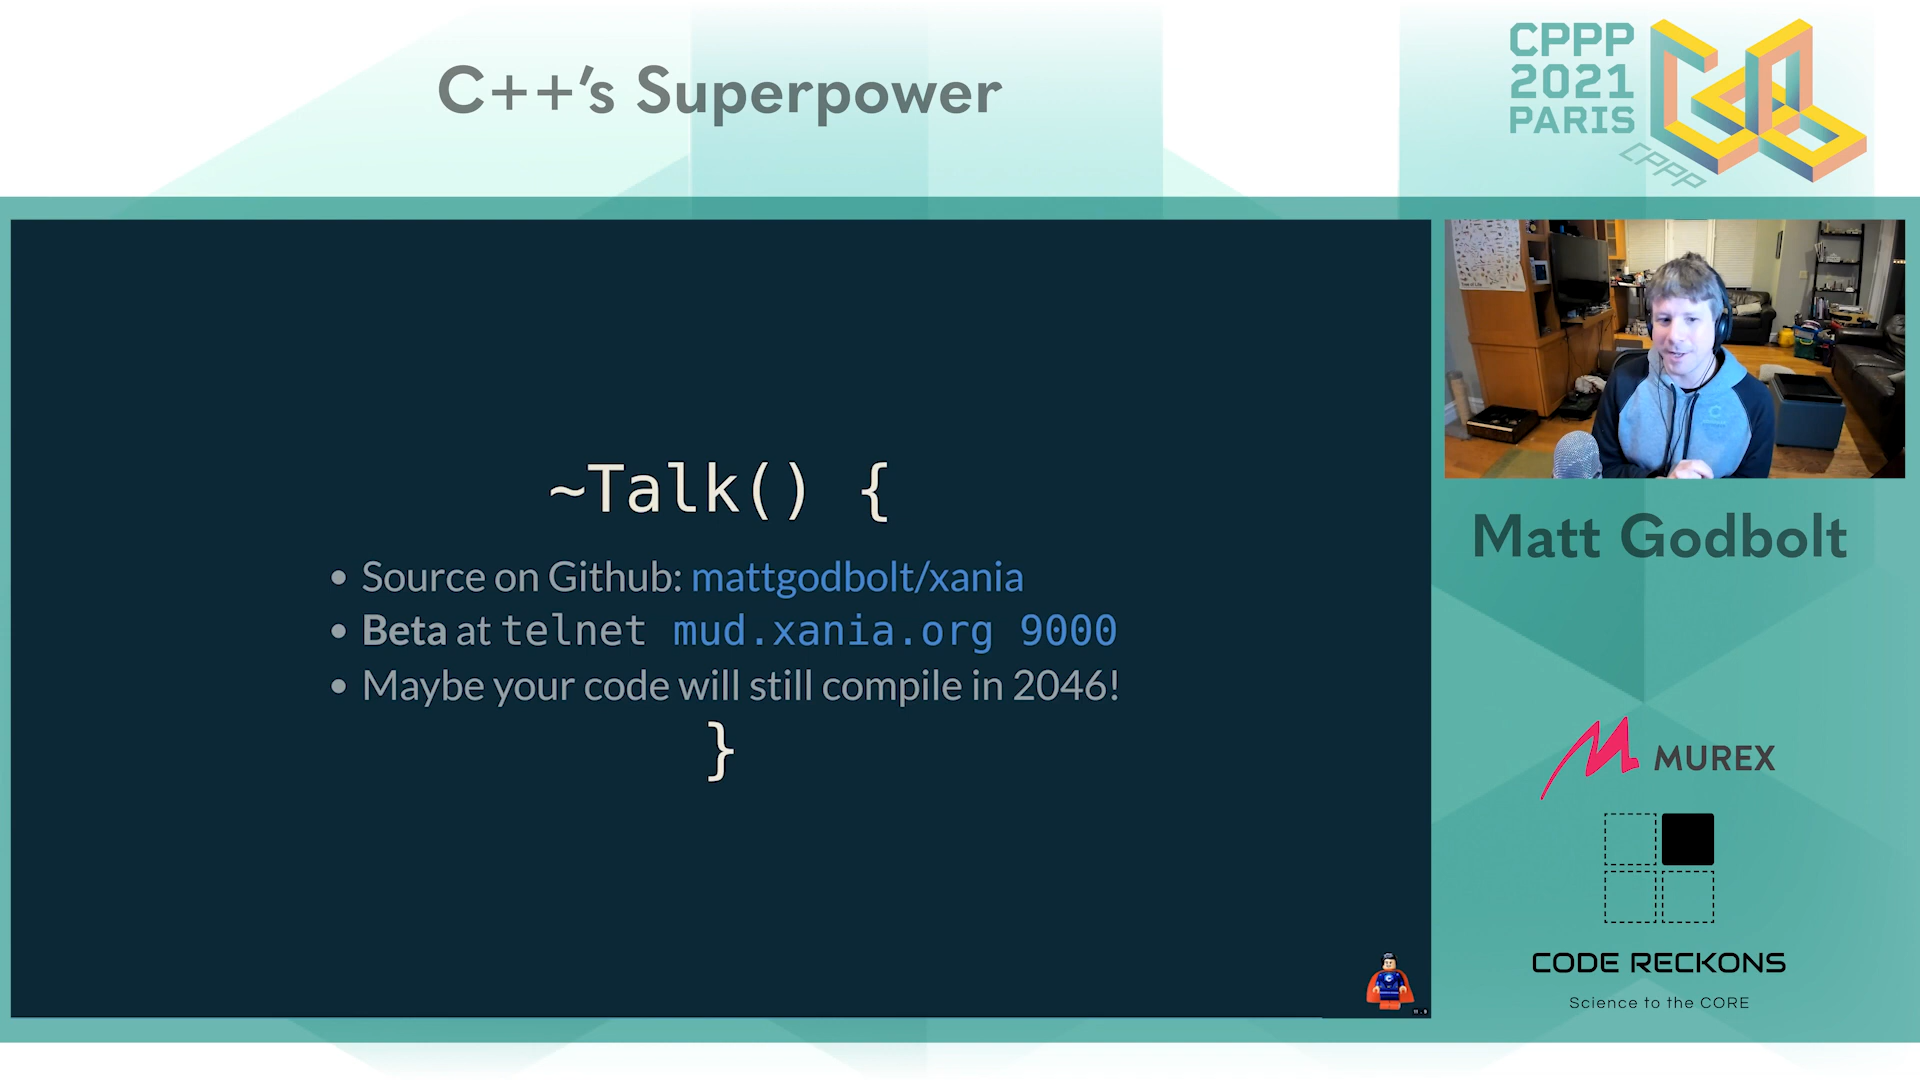 C++’s Superpower
CPPP
2021
PARIS
CPPP
~Talk() {
• Source on Github: mattgodbolt/xania
• Beta at telnet mud.xania.org 9000
• Maybe your code will still compile in 2046!
}
Matt Godbolt
MUREX
CODE RECKONS
Science to the CORE